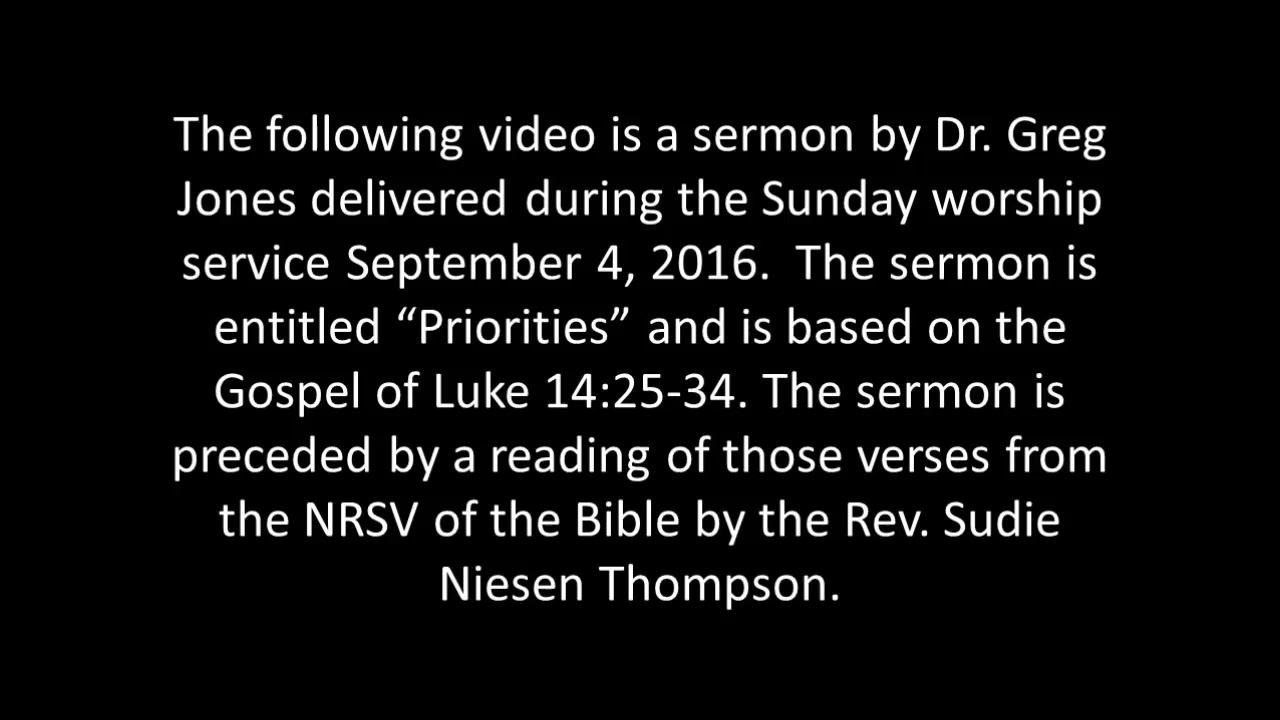 The following video is a sermon by Dr. Greg
Jones delivered during the Sunday worship
service September 4, 2016.  The sermon is
entitled “Priorities” and is based on the
Gospel of Luke 14:25-34. The sermon is
preceded by a reading of those verses from
the NRSV of the Bible by the Rev. Sudie
Niesen Thompson.